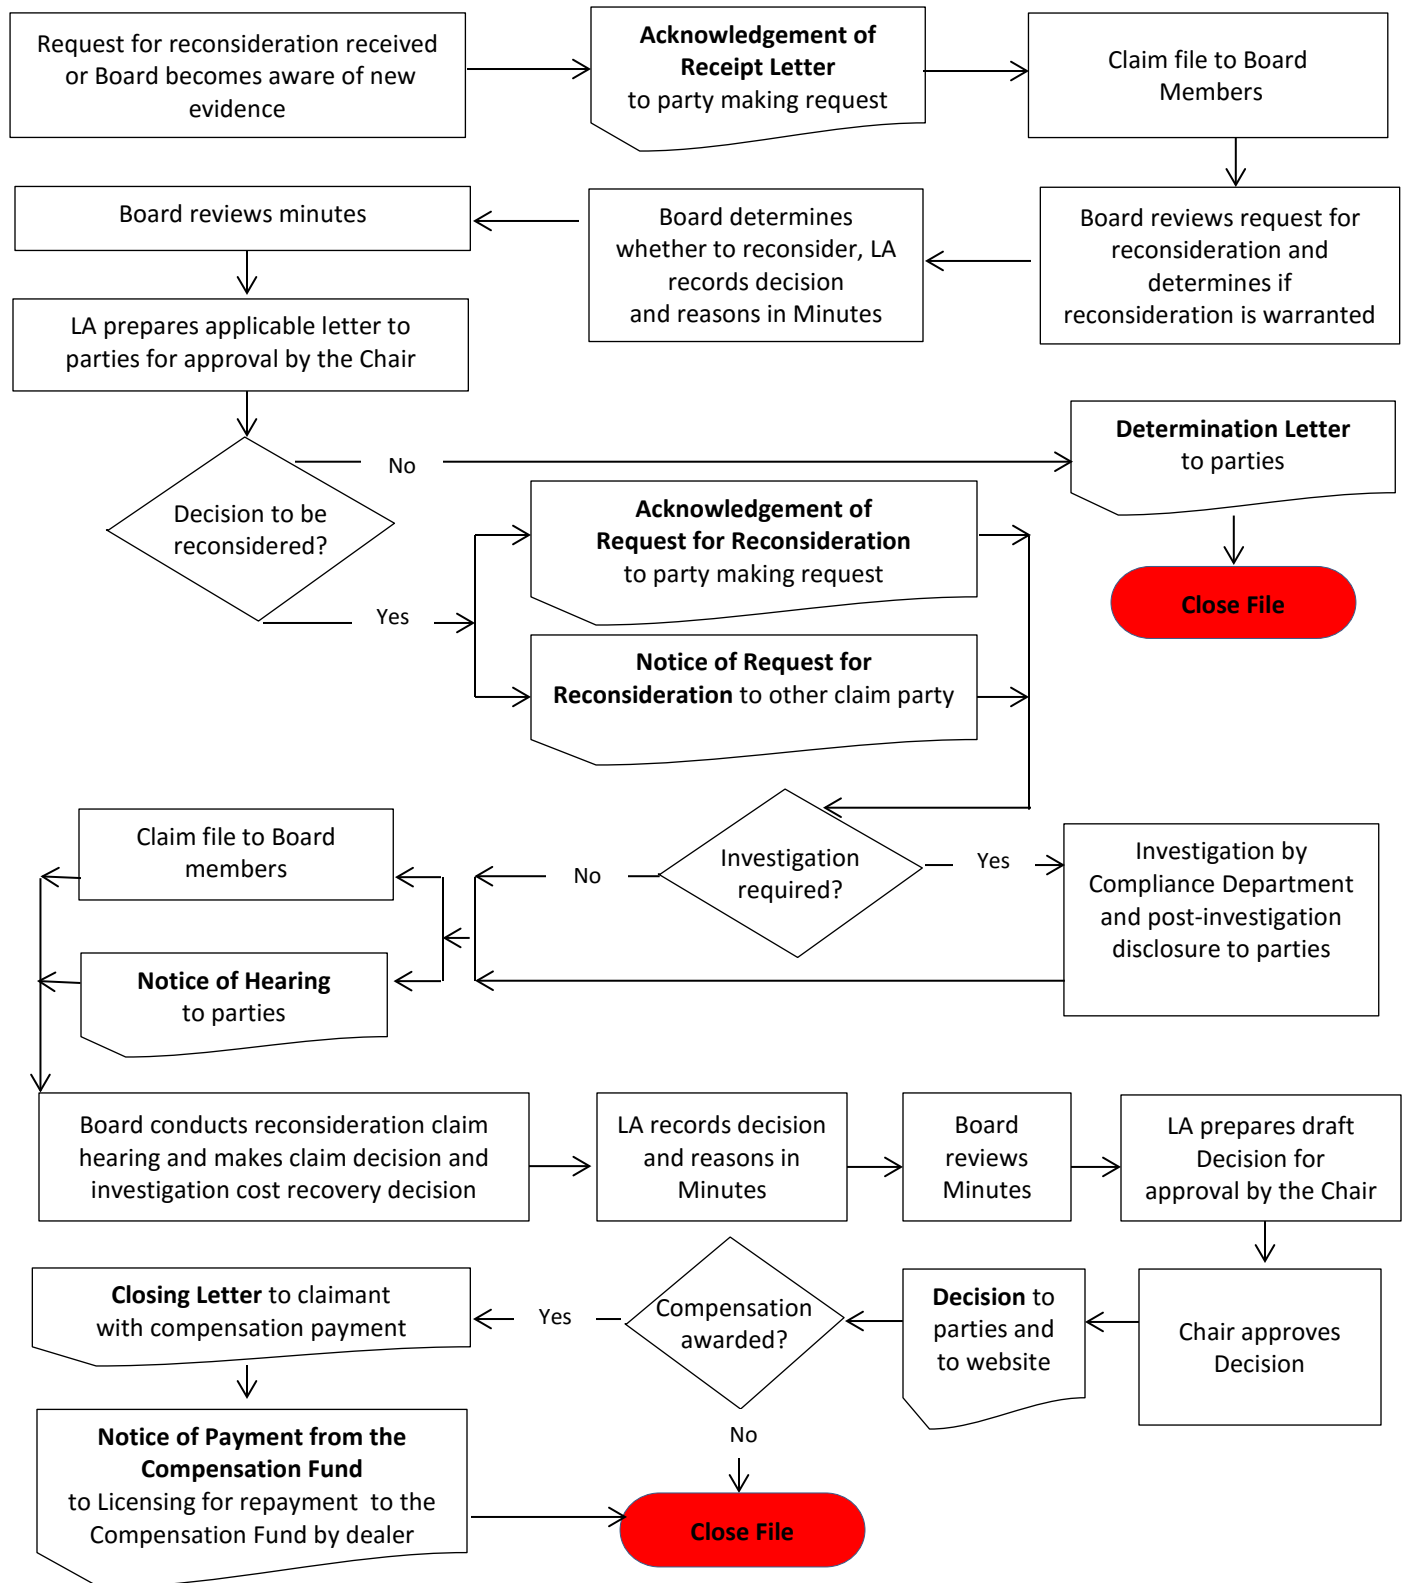 Request for reconsideration received
or Board becomes aware of new
evidence
Acknowledgement of
Receipt Letter
to party making request
Claim file to Board
Members
Board reviews request for
reconsideration and
determines if
reconsideration is warranted
Board determines
whether to reconsider, LA
records decision
and reasons in Minutes
Board reviews minutes
LA prepares applicable letter to
parties for approval by the Chair
Decision to be
reconsidered?
No
Determination Letter
to parties
Close File
Yes
Acknowledgement of
Request for Reconsideration
to party making request
Notice of Request for
Reconsideration to other claim party
Investigation
required?
Yes
Investigation by
Compliance Department
and post-investigation
disclosure to parties
No
Claim file to Board
members
Notice of Hearing
to parties
Board conducts reconsideration claim
hearing and makes claim decision and
investigation cost recovery decision
LA records decision
and reasons in
Minutes
Board
reviews
Minutes
LA prepares draft
Decision for
approval by the Chair
Chair approves
Decision
Decision to
parties and
to website
Compensation
awarded?
Yes
Closing Letter to claimant
with compensation payment
Notice of Payment from the
Compensation Fund
to Licensing for repayment to the
Compensation Fund by dealer
No
Close File